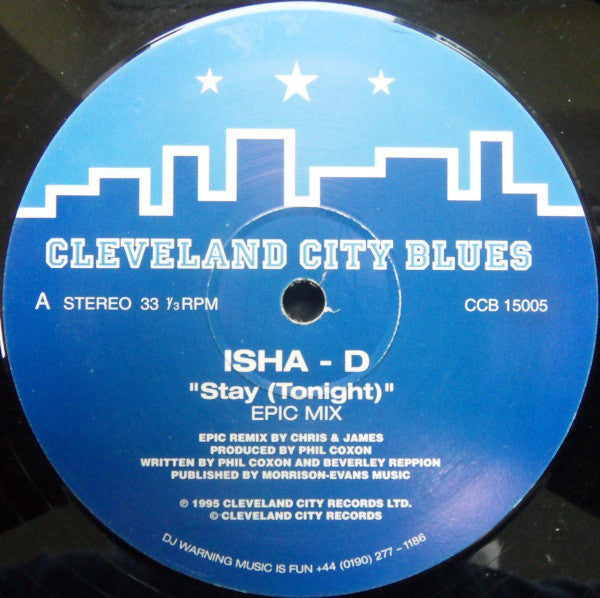 CLEVELAND CITY BLUES
A STEREO 33 ⅓ RPM CCB 15005
ISHA - D
"Stay (Tonight)"
EPIC MIX
EPIC REMIX BY CHRIS & JAMES
PRODUCED BY PHIL COXON
WRITTEN BY PHIL COXON AND BEVERLEY REPPION
PUBLISHED BY MORRISON-EVANS MUSIC
℗ 1995 CLEVELAND CITY RECORDS LTD.
© CLEVELAND CITY RECORDS
DJ WARNING MUSIC IS FUN +44 (0190) 277 - 1186